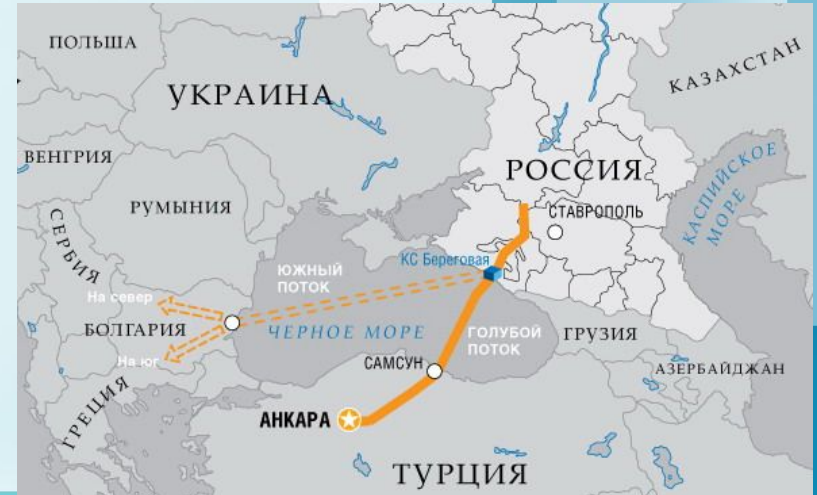 ПОЛЬША
КАЗАХСТАН
УКРАИНА
ВЕНГРИЯ
РОССИЯ
КАСПИЙСКОЕ
МОРЕ
РУМЫНИЯ
СТАВРОПОЛЬ
СЕРБИЯ
КС Береговая
ЮЖНЫЙ
ПОТОК
На север
БОЛГАРИЯ
ЧЕРНОЕ МОРЕ
ГОЛУБОЙ
ПОТОК
ГРУЗИЯ
На юг
САМСУН
АЗЕРБАЙДЖАН
ГРЕЦИЯ
АНКАРА
ТУРЦИЯ